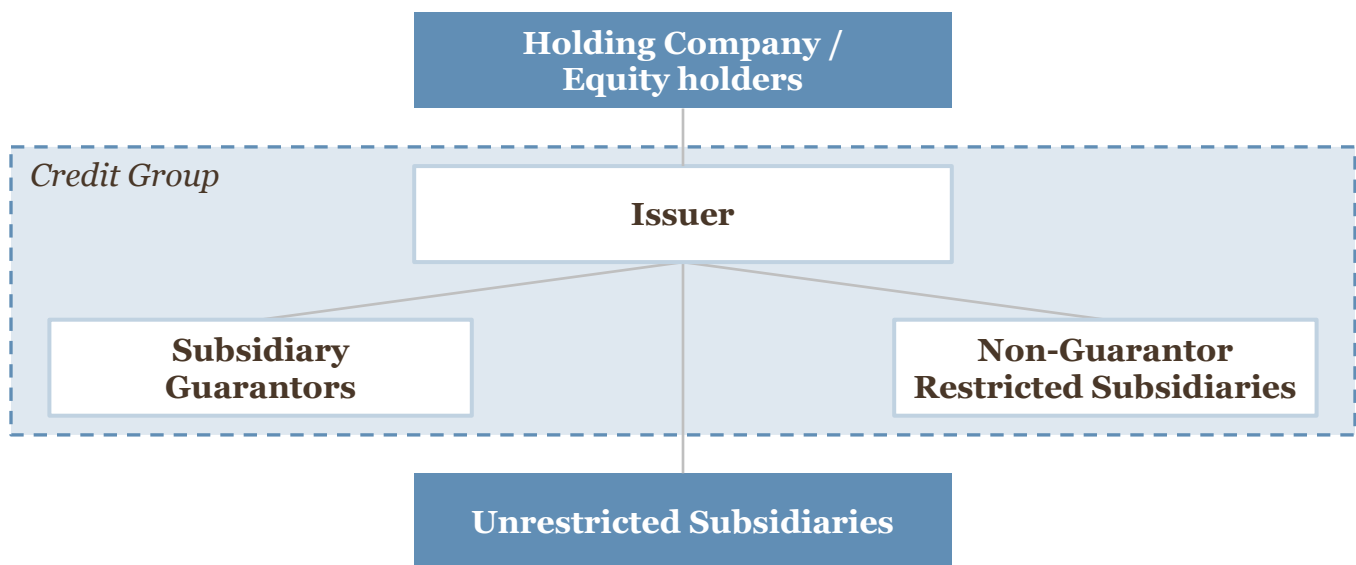 Holding Company /
Equity holders
Credit Group
Issuer
Subsidiary
Guarantors
Non-Guarantor
Restricted Subsidiaries
Unrestricted Subsidiaries